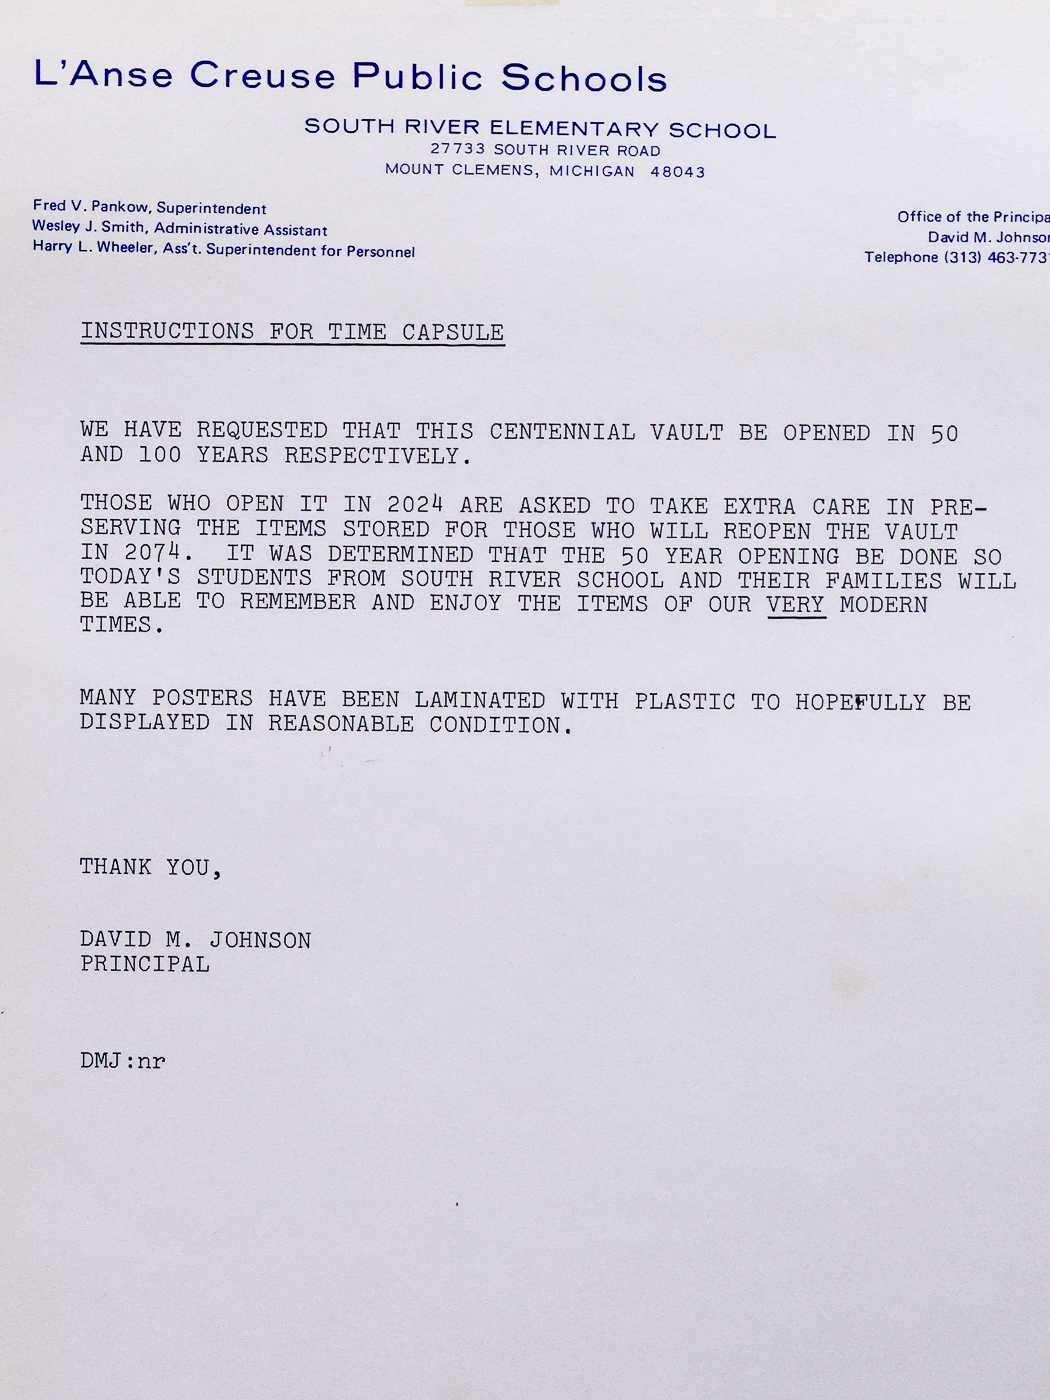 L'Anse Creuse Public Schools
SOUTH RIVER ELEMENTARY SCHOOL
27733 SOUTH RIVER ROAD
MOUNT CLEMENS, MICHIGAN 48043
Fred V. Pankow, Superintendent
Wesley J. Smith, Administrative Assistant
Harry L. Wheeler, Ass't. Superintendent for Personnel
Office of the Principa
David M. Johnson
Telephone (313) 463-773
INSTRUCTIONS FOR TIME CAPSULE
WE HAVE REQUESTED THAT THIS CENTENNIAL VAULT BE OPENED IN 50
AND 100 YEARS RESPECTIVELY.
THOSE WHO OPEN IT IN 2024 ARE ASKED TO TAKE EXTRA CARE IN PRE-
SERVING THE ITEMS STORED FOR THOSE WHO WILL REOPEN THE VAULT
IN 2074. IT WAS DETERMINED THAT THE 50 YEAR OPENING BE DONE SO
TODAY'S STUDENTS FROM SOUTH RIVER SCHOOL AND THEIR FAMILIES WILL
BE ABLE TO REMEMBER AND ENJOY THE ITEMS OF OUR VERY MODERN
TIMES.
MANY POSTERS HAVE BEEN LAMINATED WITH PLASTIC TO HOPEFULLY BE
DISPLAYED IN REASONABLE CONDITION.
THANK YOU,
DAVID M. JOHNSON
PRINCIPAL
DMJ:nr